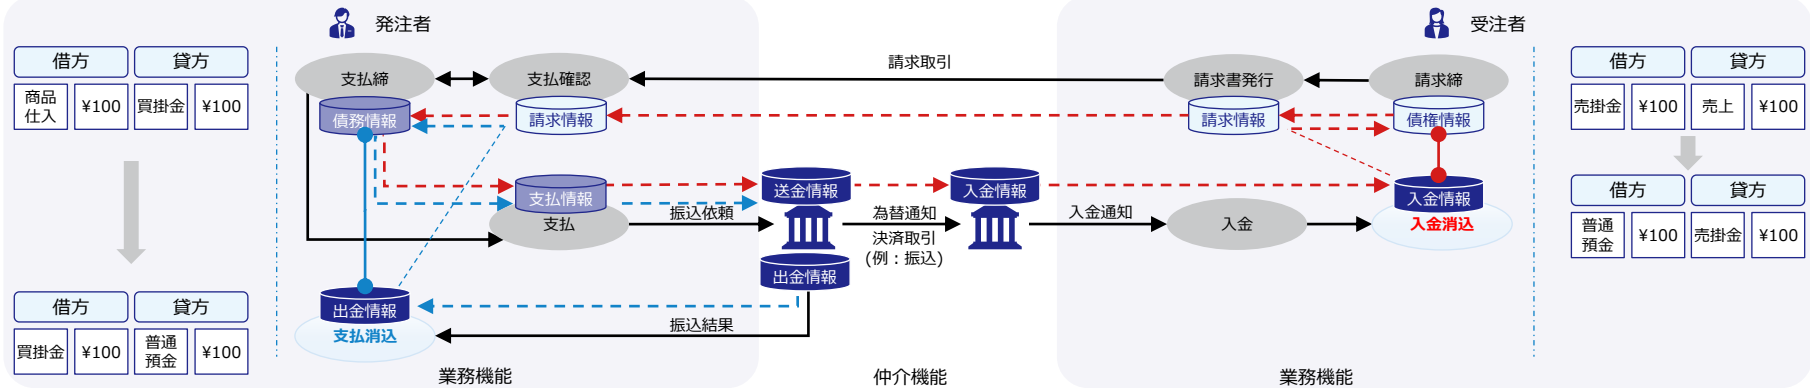 発注者
受注者
借方
貸方
商品
仕入
¥100
買掛金
¥100
借方
貸方
買掛金
¥100
普通
預金
¥100
支払締
債務情報
支払確認
請求情報
請求取引
請求書発行
請求情報
請求締
債権情報
支払情報
支払
振込依頼
送金情報
為替通知
決済取引
(例：振込)
入金情報
入金通知
入金
入金情報
入金消込
出金情報
出金情報
支払消込
振込結果
借方
貸方
売掛金
¥100
売上
¥100
借方
貸方
普通
預金
¥100
売掛金
¥100
業務機能
仲介機能
業務機能